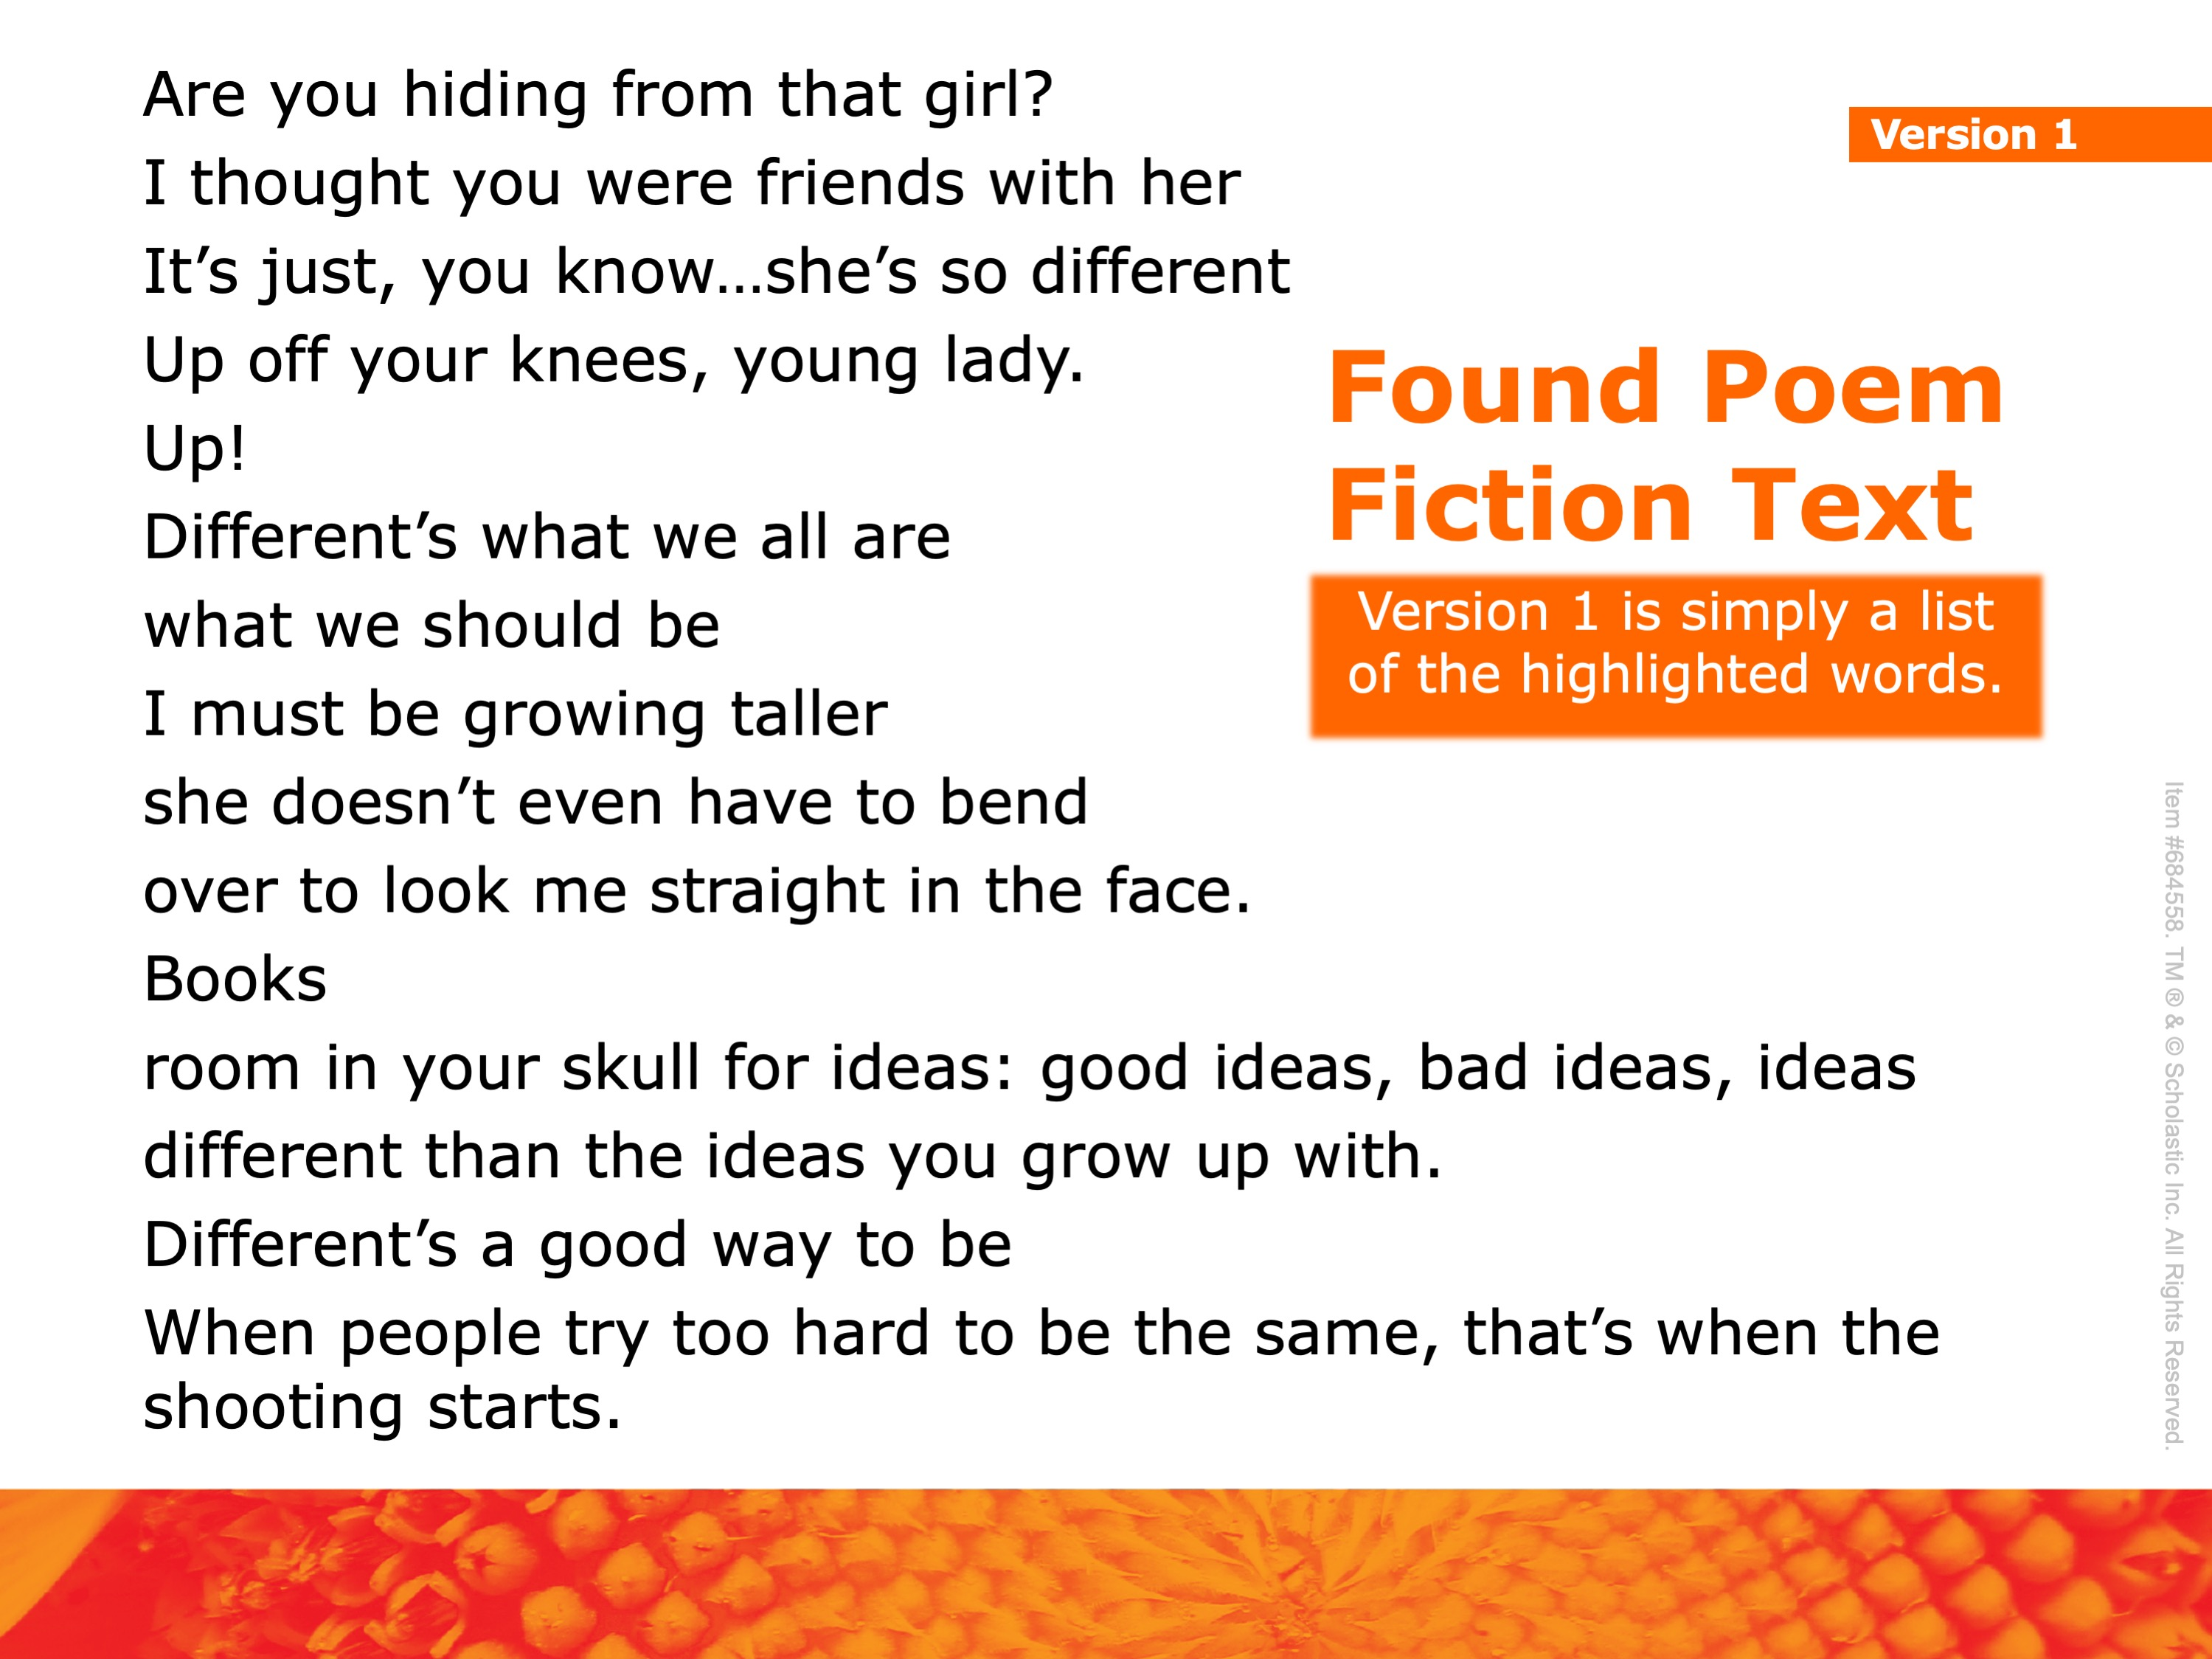 Are you hiding from that girl?
I thought you were friends with her
It’s just, you know…she’s so different
Up off your knees, young lady.
Up!
Different’s what we all are
what we should be
I must be growing taller
she doesn’t even have to bend
over to look me straight in the face.
Books
room in your skull for ideas: good ideas, bad ideas, ideas
different than the ideas you grow up with.
Different’s a good way to be
When people try too hard to be the same, that’s when the
shooting starts.
Version 1
Found Poem
Fiction Text
Version 1 is simply a list
of the highlighted words.
Item #684558. TM ® & © Scholastic Inc. All Rights Reserved.